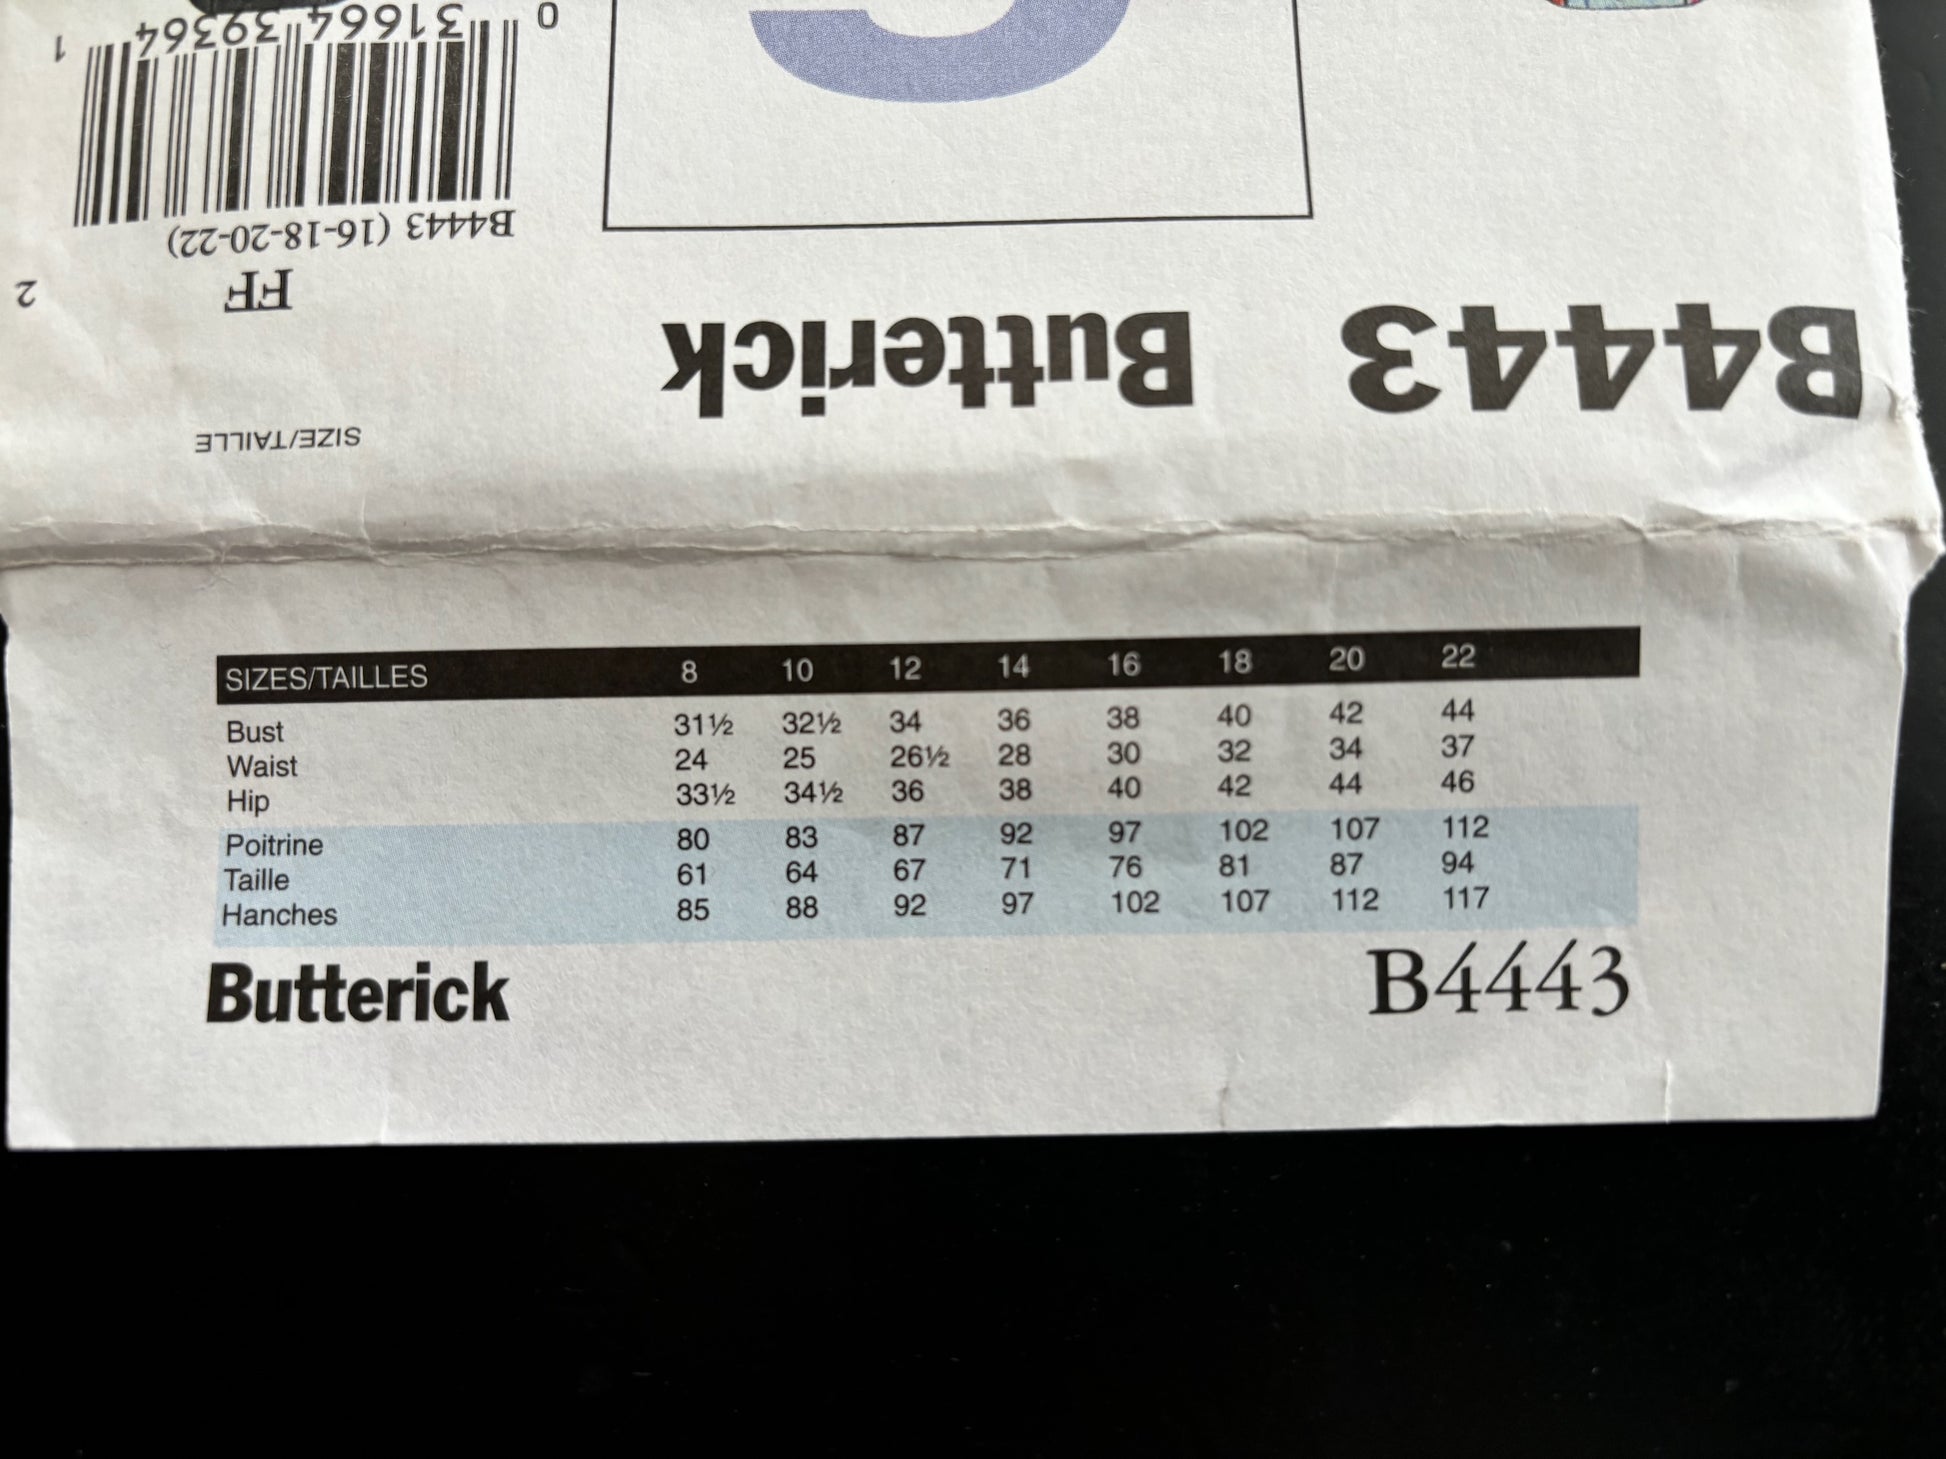 0 31664 39364 1
B4443 (16-18-20-22)
FF
2
B4443 Butterick
SIZE/TAILLE
SIZES/TAILLES 8 10 12 14 16 18 20 22
Bust 31½ 32½ 34 36 38 40 42 44
Waist 24 25 26½ 28 30 32 34 37
Hip 33½ 34½ 36 38 40 42 44 46
Poitrine 80 83 87 92 97 102 107 112
Taille 61 64 67 71 76 81 87 94
Hanches 85 88 92 97 102 107 112 117
Butterick B4443